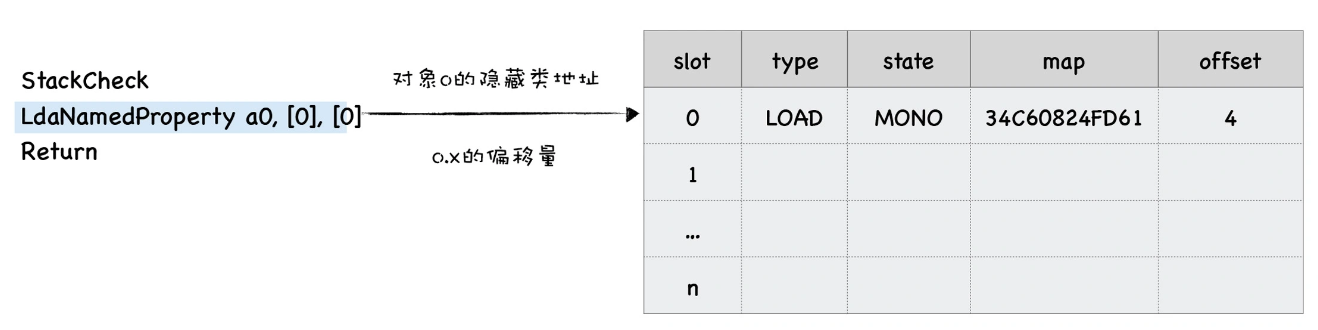 StackCheck
LdaNamedProperty a0, [0], [0]
Return
对象o的隐藏类地址
o.x的偏移量
slot type state map offset
0 LOAD MONO 34C60824FD61 4
1
...
n